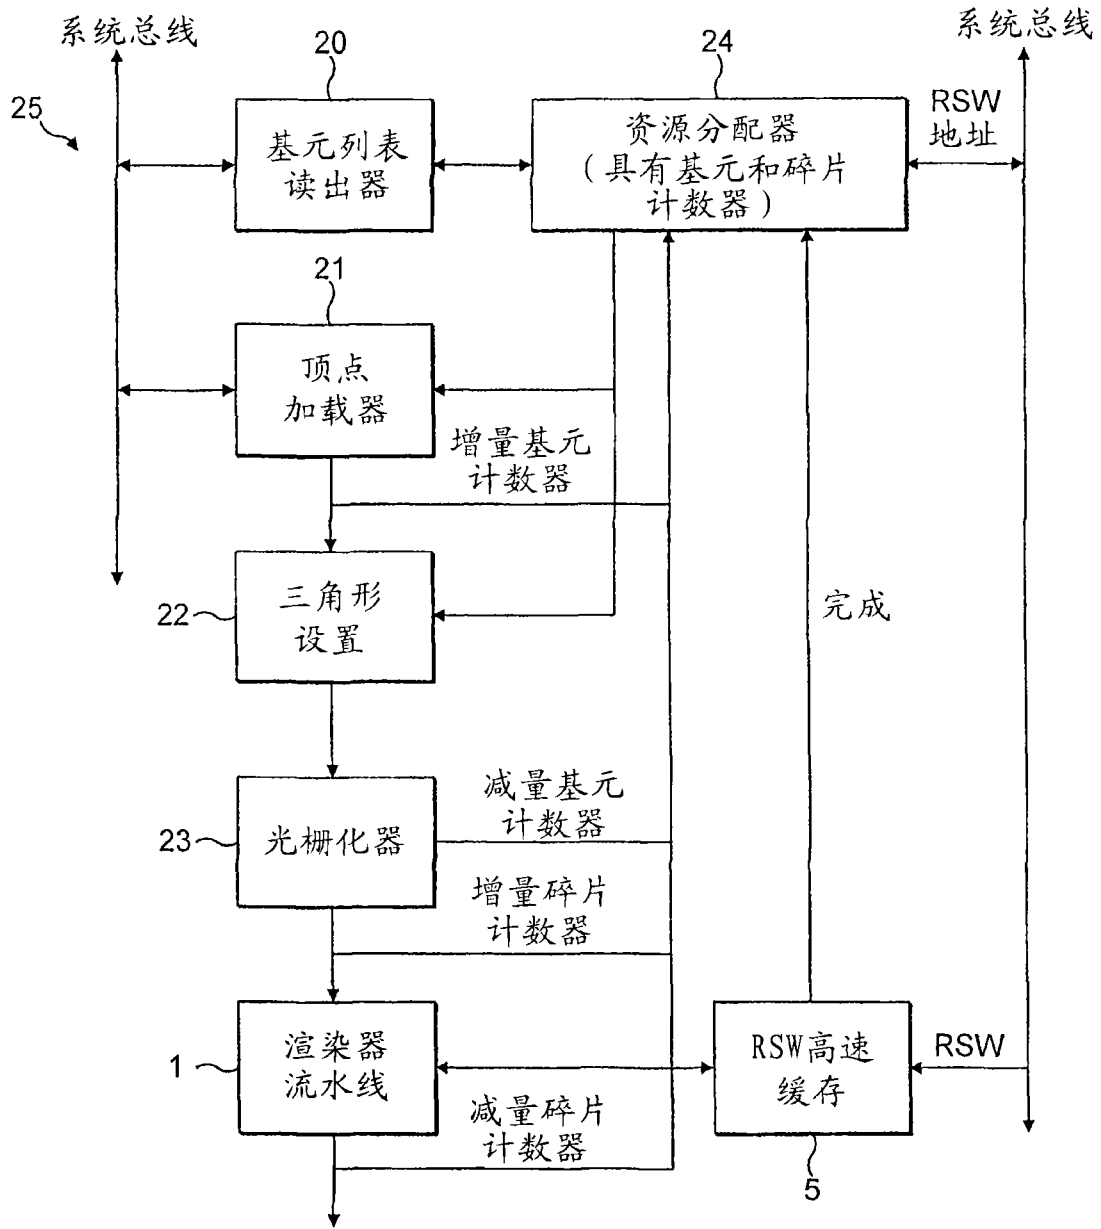 系统总线
系统总线
20
24
25
基元列表
读出器
资源分配器
（具有基元和碎片
计数器）
RSW
地址
21
顶点
加载器
增量基元
计数器
22
三角形
设置
完成
23
光栅化器
减量基元
计数器
增量碎片
计数器
1
渲染器
流水线
RSW高速
缓存
RSW
减量碎片
计数器
5